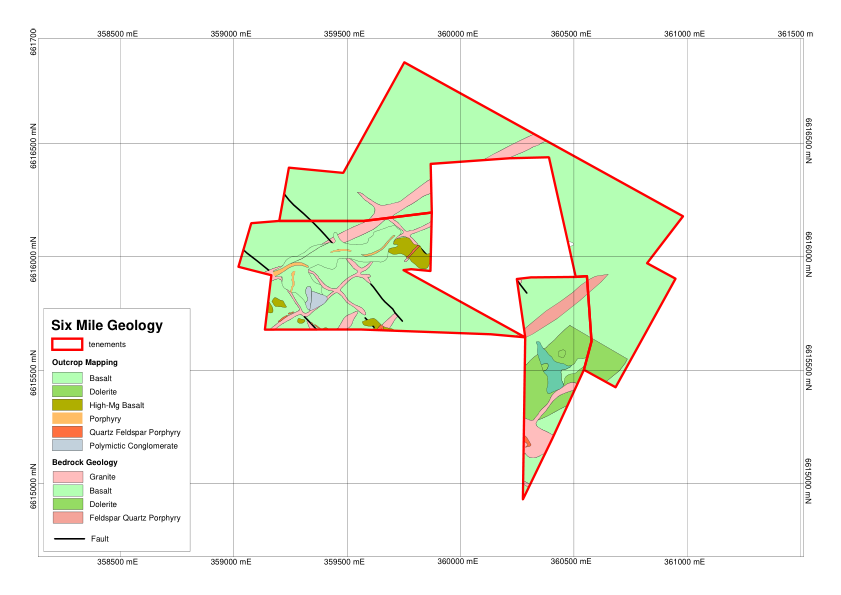 358500 mE 359000 mE 359500 mE 360000 mE 360500 mE 361000 mE 361500 m
661700
6616500 mN 6616500 mN
6616000 mN 6616000 mN
6615500 mN 6615500 mN
6615000 mN 6615000 mN
Six Mile Geology
tenements
Outcrop Mapping
Basalt
Dolerite
High-Mg Basalt
Porphyry
Quartz Feldspar Porphyry
Polymictic Conglomerate
Bedrock Geology
Granite
Basalt
Dolerite
Feldspar Quartz Porphyry
Fault
358500 mE 359000 mE 359500 mE 360000 mE 360500 mE 361000 mE